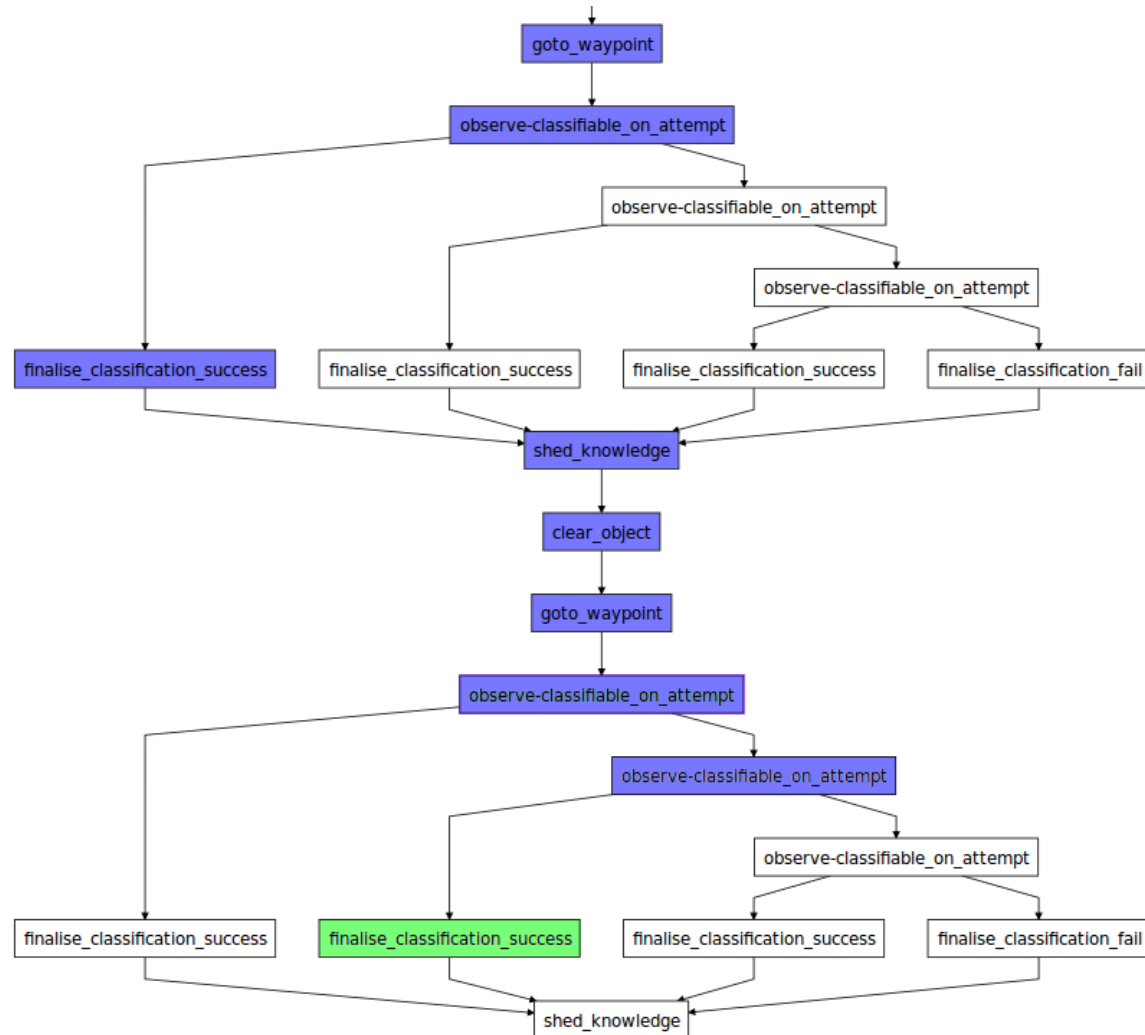 goto_waypoint
observe-classifiable_on_attempt
observe-classifiable_on_attempt
observe-classifiable_on_attempt
finalise_classification_success
finalise_classification_success
finalise_classification_success
finalise_classification_fail
shed_knowledge
clear_object
goto_waypoint
observe-classifiable_on_attempt
observe-classifiable_on_attempt
observe-classifiable_on_attempt
finalise_classification_success
finalise_classification_success
finalise_classification_success
finalise_classification_fail
shed_knowledge